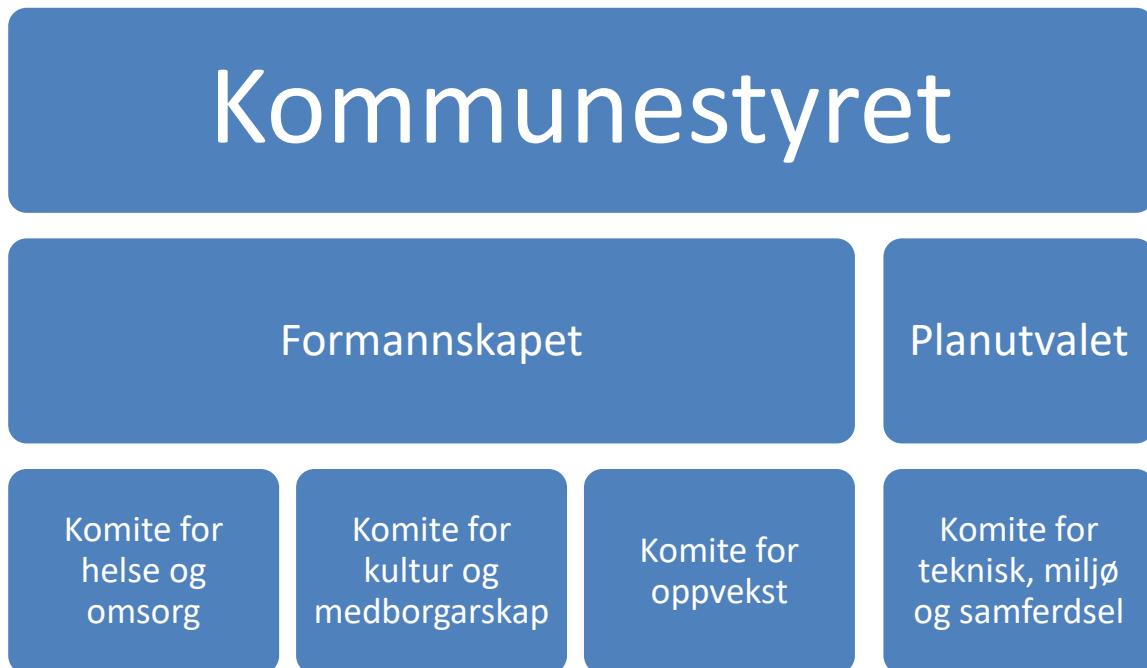 Kommunestyret
Formannskapet
Planutvalet
Komite for
helse og
omsorg
Komite for
kultur og
medborgarskap
Komite for
oppvekst
Komite for
teknisk, miljø
og samferdsel